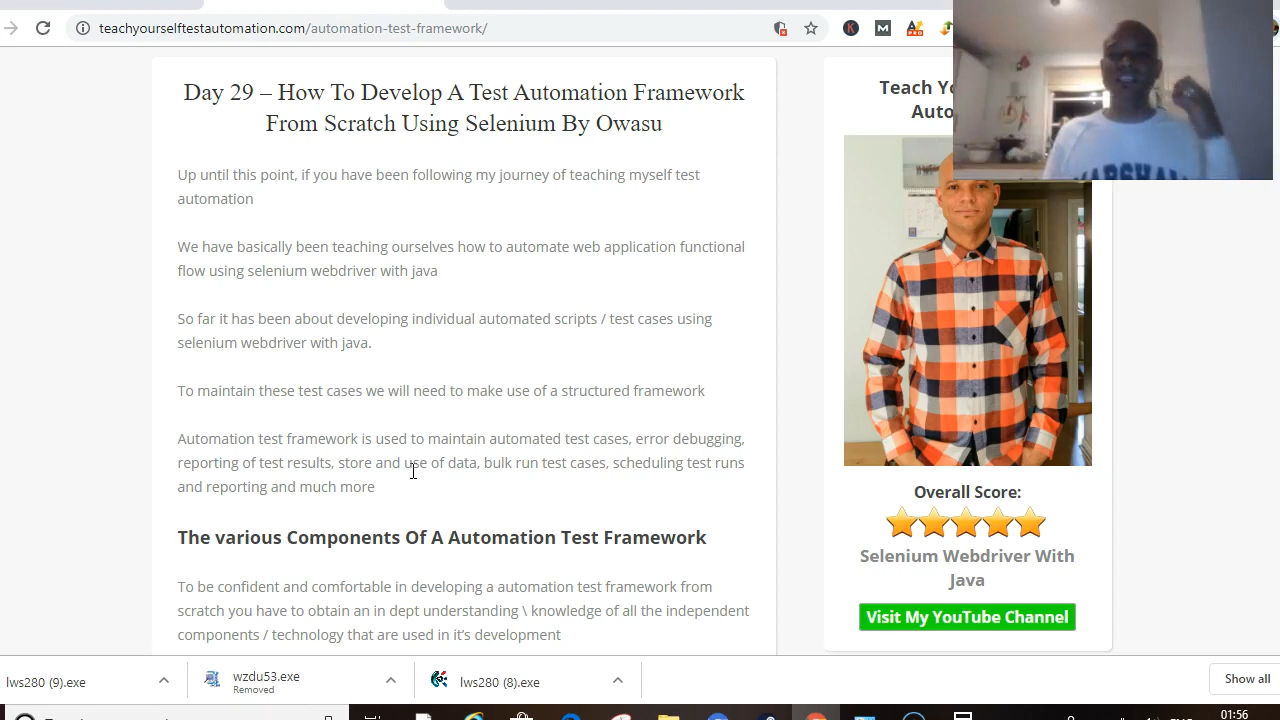 teachyourselftestautomation.com/automation-test-framework/
K
M
PRO
Day 29 – How To Develop A Test Automation Framework
From Scratch Using Selenium By Owasu
Up until this point, if you have been following my journey of teaching myself test
automation
We have basically been teaching ourselves how to automate web application functional
flow using selenium webdriver with java
So far it has been about developing individual automated scripts / test cases using
selenium webdriver with java.
To maintain these test cases we will need to make use of a structured framework
Automation test framework is used to maintain automated test cases, error debugging,
reporting of test results, store and use of data, bulk run test cases, scheduling test runs
and reporting and much more
The various Components Of A Automation Test Framework
To be confident and comfortable in developing a automation test framework from
scratch you have to obtain an in dept understanding \ knowledge of all the independent
components / technology that are used in it's development
Teach Yo
Auto
MARSHALL
Overall Score:
Selenium Webdriver With
Java
Visit My YouTube Channel
lws280 (9).exe
wzdu53.exe
Removed
lws280 (8).exe
Show all
01:56